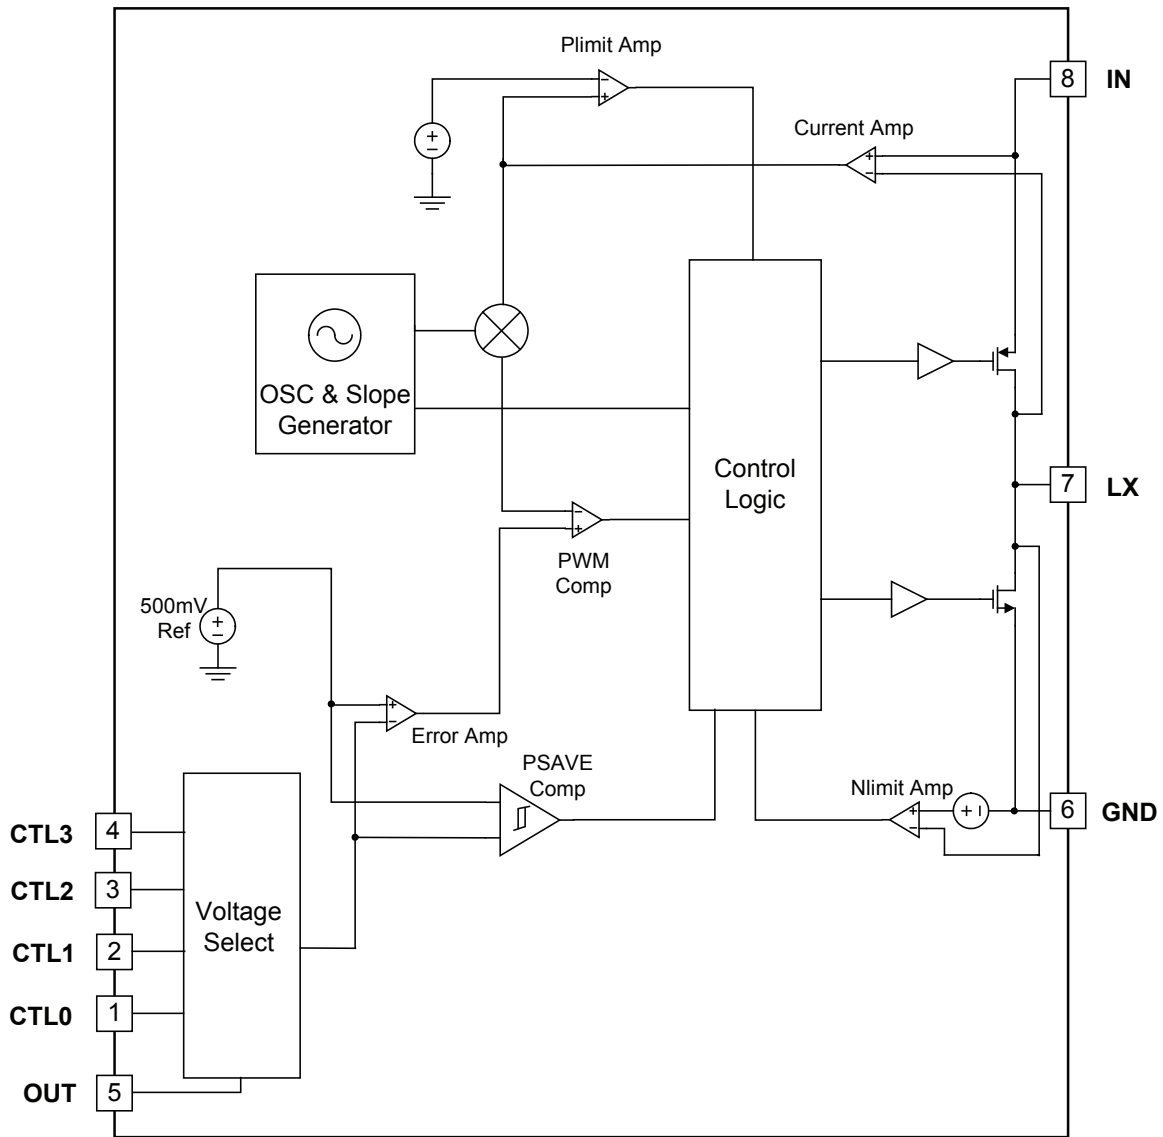 Plimit Amp
8
IN
Current Amp
OSC & Slope
Generator
Control
Logic
7
LX
PWM
Comp
500mV
Ref
Error Amp
PSAVE
Comp
Nlimit Amp
6
GND
CTL3
4
CTL2
3
Voltage
Select
CTL1
2
CTL0
1
OUT
5